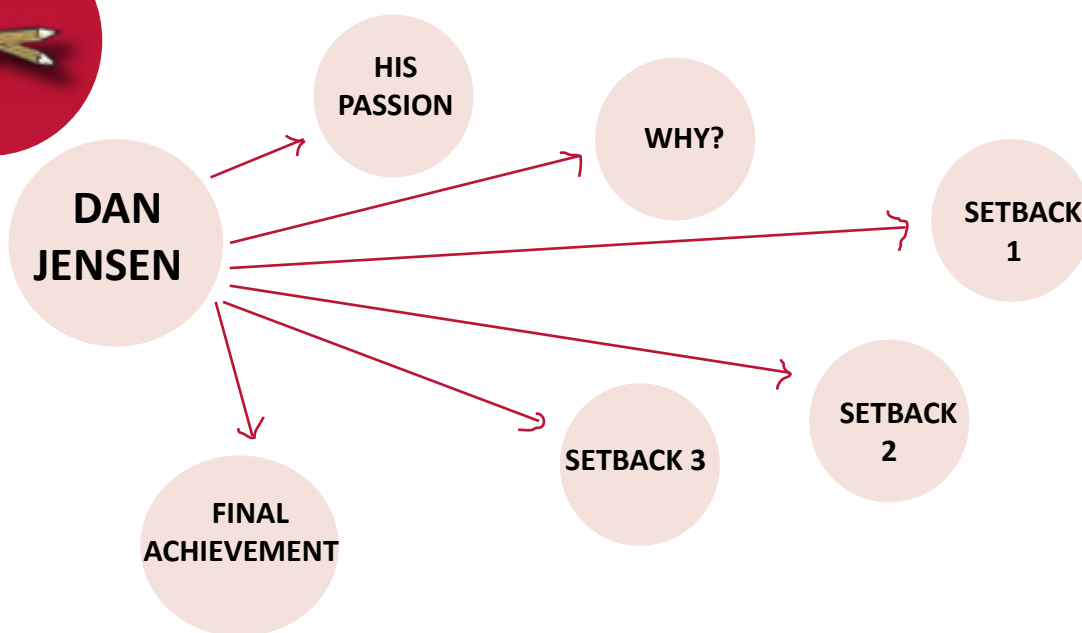 DAN
JENSEN
HIS
PASSION
WHY?
SETBACK
1
SETBACK
2
SETBACK 3
FINAL
ACHIEVEMENT